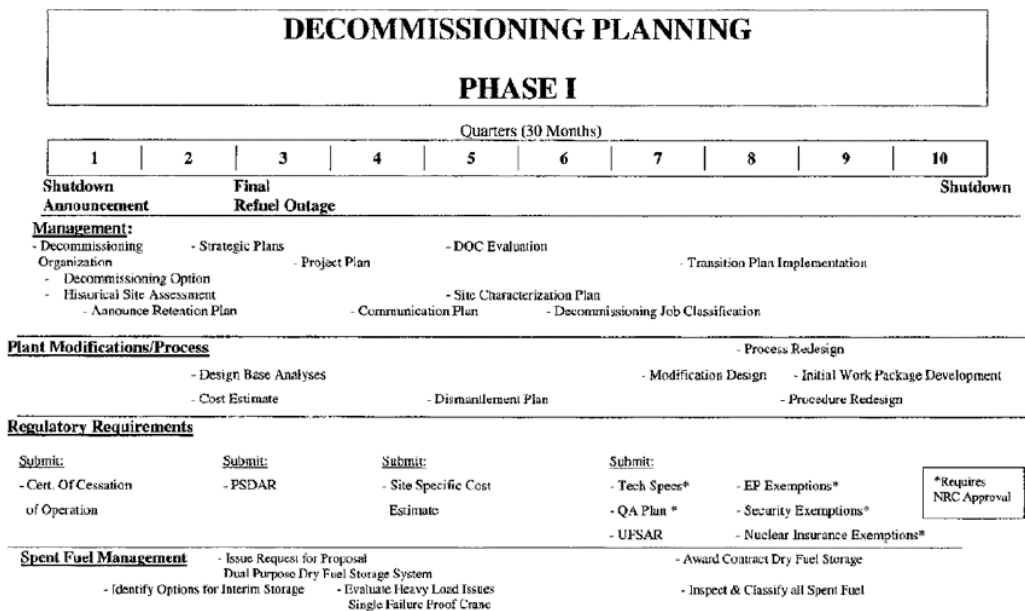 DECOMMISSIONING PLANNING
PHASE I
Quarters (30 Months)
1 2 3 4 5 6 7 8 9 10
Shutdown Final Shutdown
Announcement Refuel Outage
Management:
- Decommissioning - Strategic Plans - DOC Evaluation
Organization - Project Plan - Transition Plan Implementation
- Decommissioning Option
- Historical Site Assessment - Site Characterization Plan
- Announce Retention Plan - Communication Plan - Decommissioning Job Classification
Plant Modifications/Process - Process Redesign
- Design Base Analyses - Modification Design - Initial Work Package Development
- Cost Estimate - Dismantlement Plan - Procedure Redesign
Regulatory Requirements
Submit: Submit: Submit: Submit:
- Cert. Of Cessation - PSDAR - Site Specific Cost - Tech Specs* - EP Exemptions* *Requires
NRC Approval
of Operation Estimate - QA Plan * - Security Exemptions*
- UFSAR - Nuclear Insurance Exemptions*
Spent Fuel Management - Issue Request for Proposal - Award Contract Dry Fuel Storage
Dual Purpose Dry Fuel Storage System
- Identify Options for Interim Storage - Evaluate Heavy Load Issues - Inspect & Classify all Spent Fuel
Single Failure Proof Crane